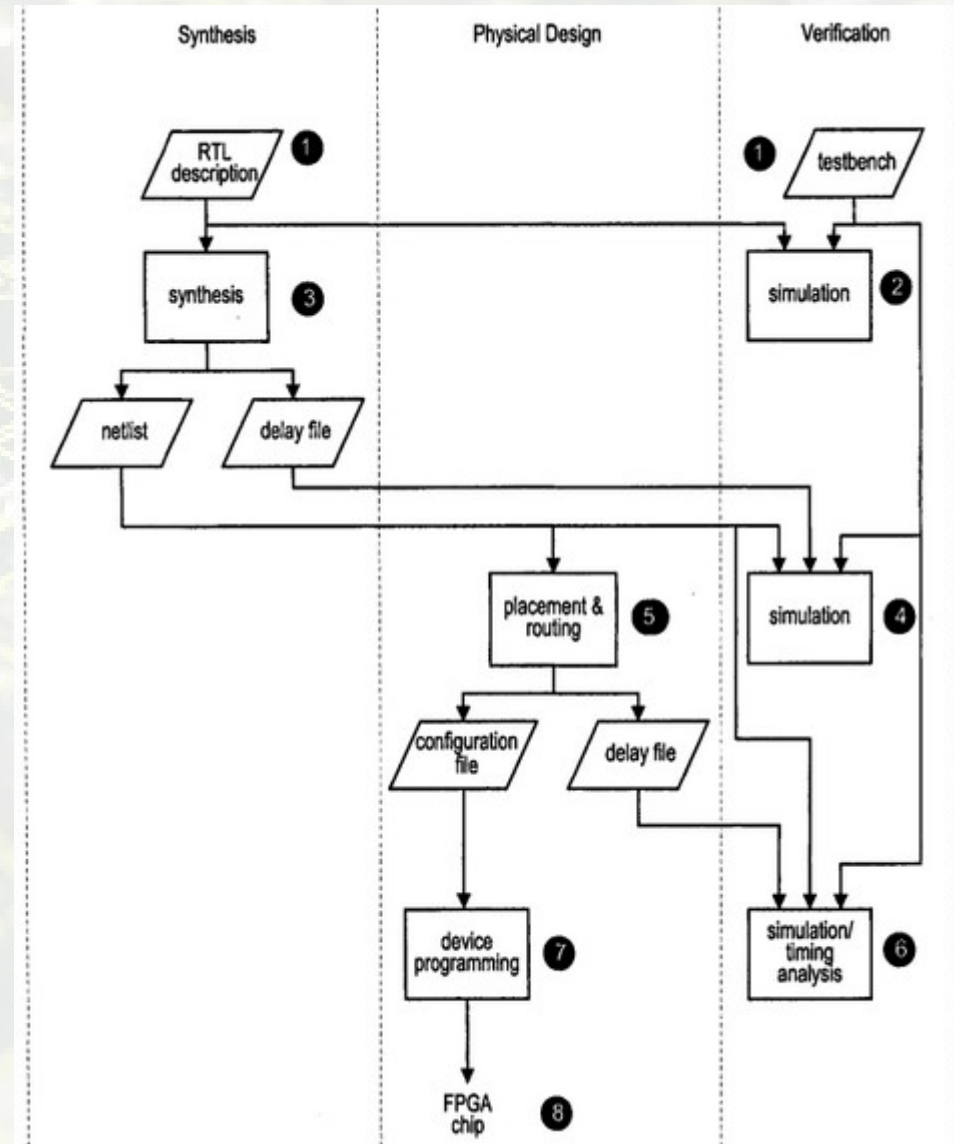 Synthesis
Physical Design
Verification
RTL
description
1
1
testbench
synthesis
3
simulation
2
netlist
delay file
placement &
routing
5
simulation
4
configuration
file
delay file
device
programming
7
simulation/
timing
analysis
6
FPGA
chip
8